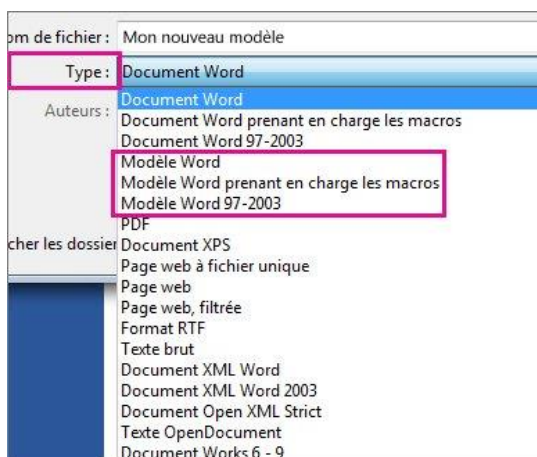 om de fichier : Mon nouveau modèle
Type : Document Word
Auteurs :
Document Word
Document Word prenant en charge les macros
Document Word 97-2003
Modèle Word
Modèle Word prenant en charge les macros
Modèle Word 97-2003
PDF
cher les dossier Document XPS
Page web à fichier unique
Page web
Page web, filtrée
Format RTF
Texte brut
Document XML Word
Document XML Word 2003
Document Open XML Strict
Texte OpenDocument
Document Works 6 - 9